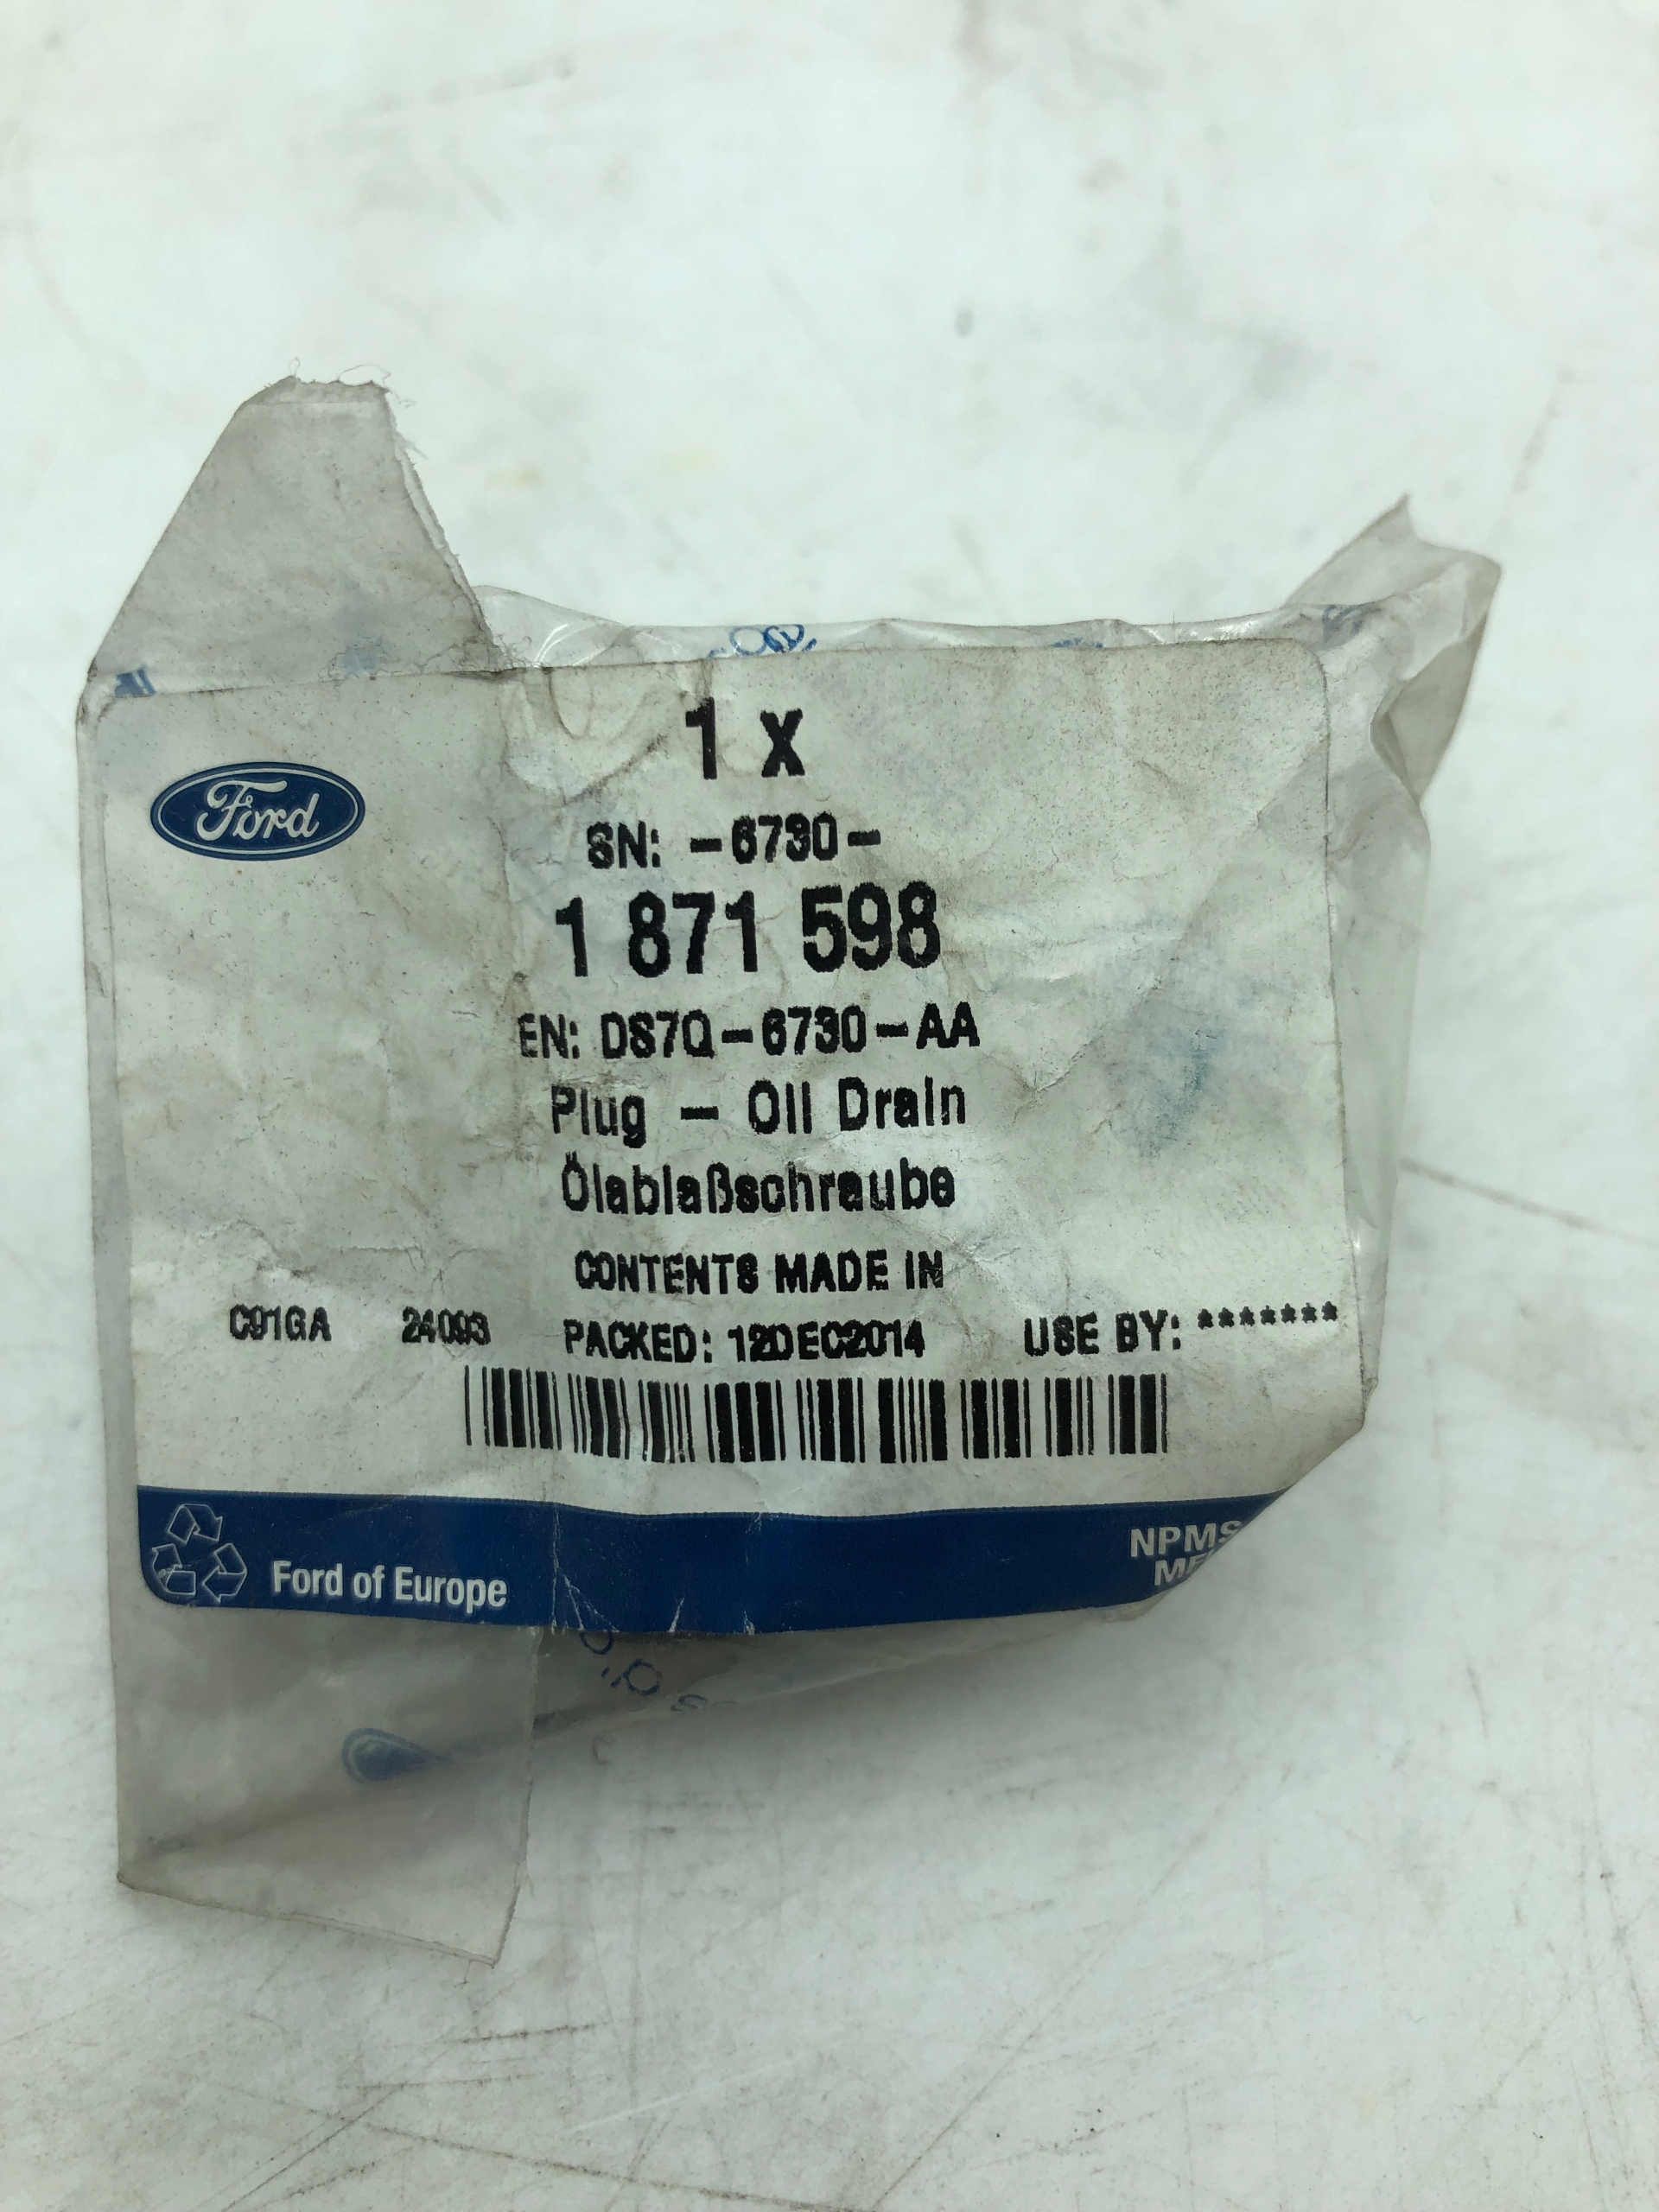 1 X
Ford
SN: -6730-
1 871 598
EN: DS7Q-6730-AA
Plug - Oil Drain
Ölablaßschraube
CONTENTS MADE IN
C91GA 24093 PACKED: 12DEC2014 USE BY: *******
Ford of Europe
NPMS